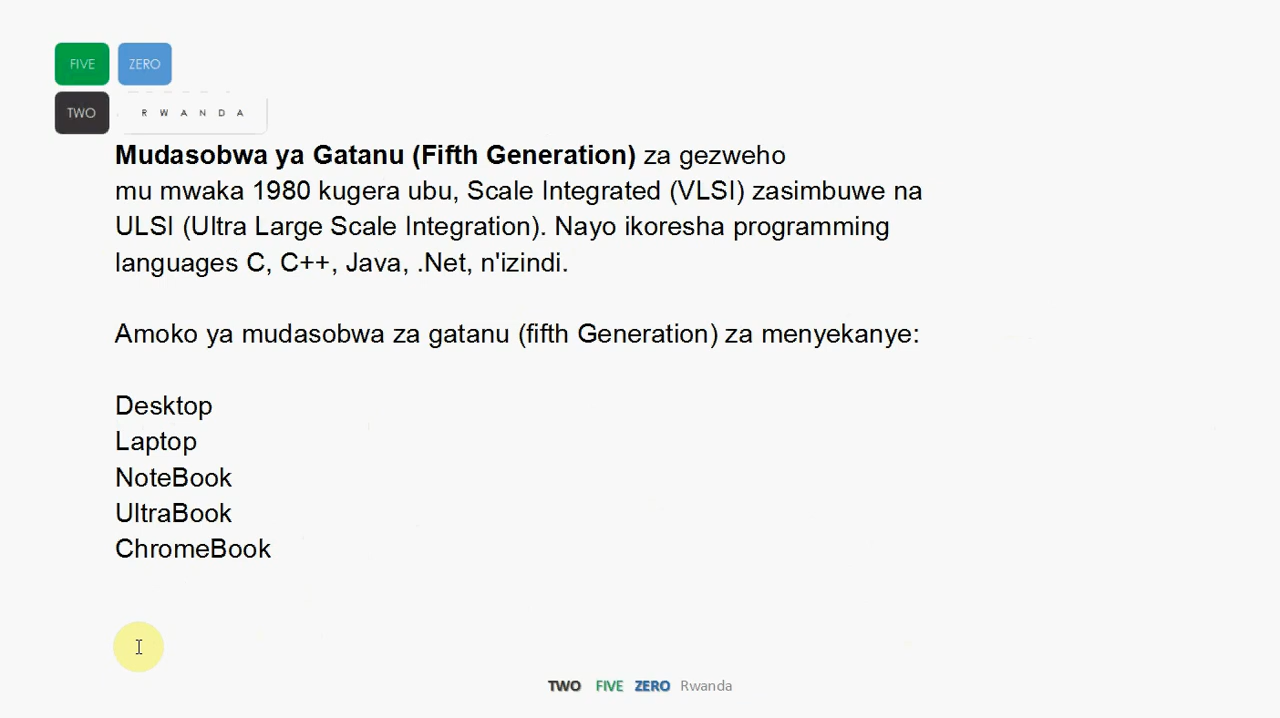 FIVE ZERO
TWO R W A N D A
Mudasobwa ya Gatanu (Fifth Generation) za gezweho
mu mwaka 1980 kugera ubu, Scale Integrated (VLSI) zasimbuwe na
ULSI (Ultra Large Scale Integration). Nayo ikoresha programming
languages C, C++, Java, .Net, n'izindi.
Amoko ya mudasobwa za gatanu (fifth Generation) za menyekanye:
Desktop
Laptop
NoteBook
UltraBook
ChromeBook
TWO FIVE ZERO Rwanda